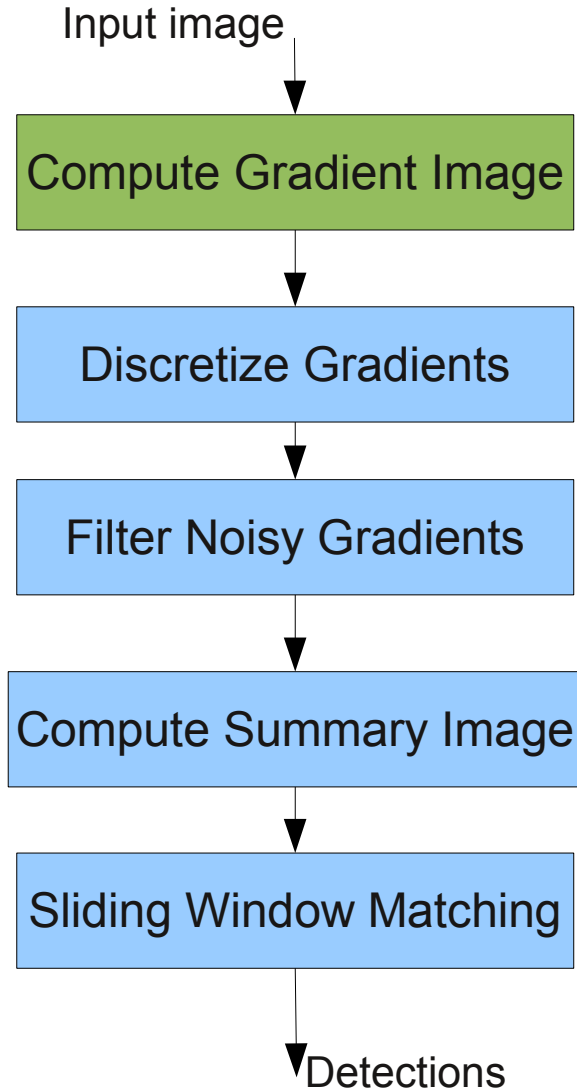 Input image
Compute Gradient Image
Discretize Gradients
Filter Noisy Gradients
Compute Summary Image
Sliding Window Matching
Detections